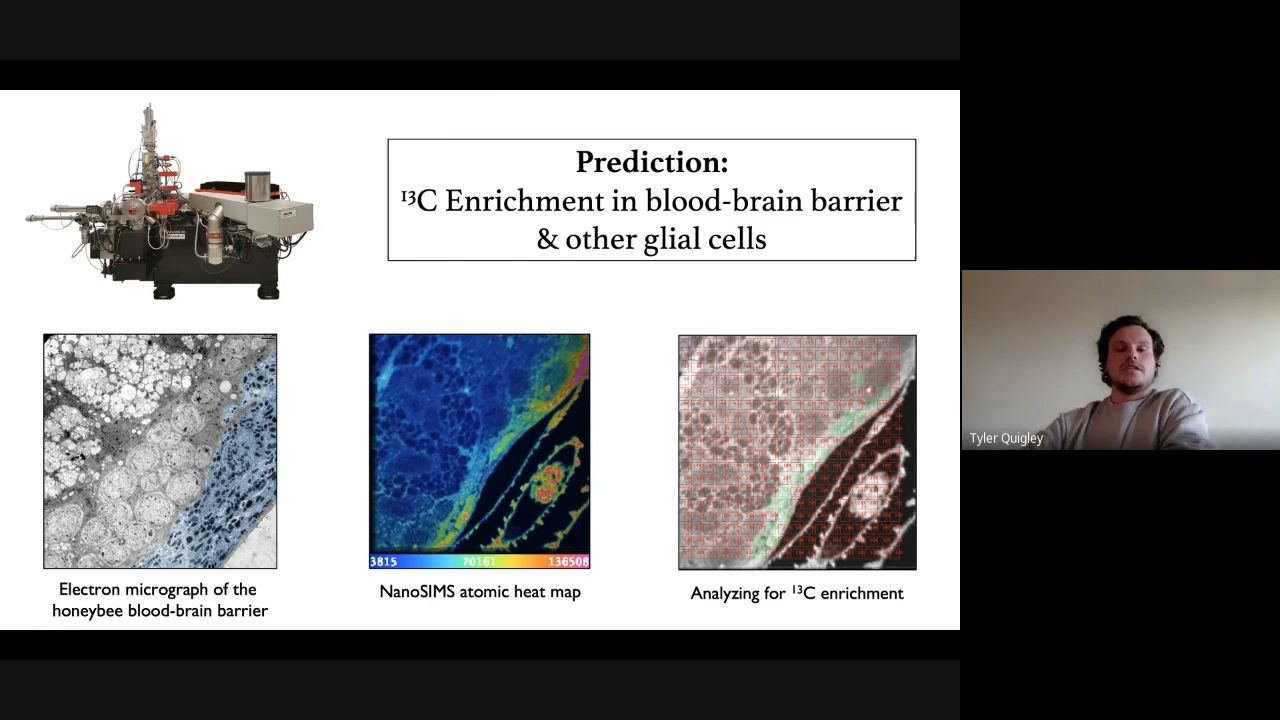 Prediction:
¹³C Enrichment in blood-brain barrier
& other glial cells
3815 70161 136508
Electron micrograph of the
honeybee blood-brain barrier
NanoSIMS atomic heat map
Analyzing for ¹³C enrichment
Tyler Quigley